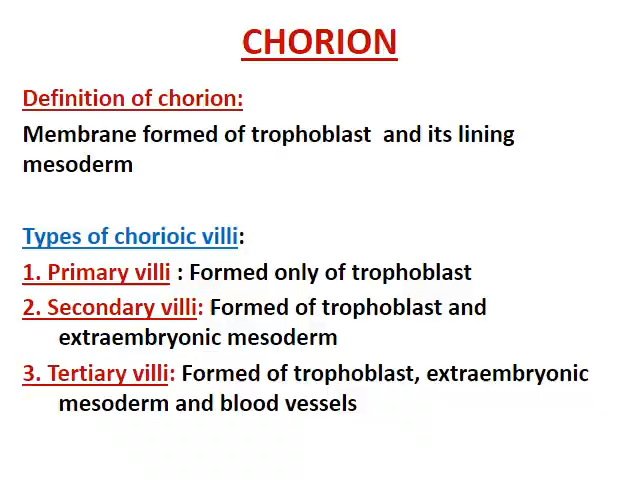 CHORION
Definition of chorion:
Membrane formed of trophoblast and its lining
mesoderm
Types of chorioic villi:
1. Primary villi : Formed only of trophoblast
2. Secondary villi: Formed of trophoblast and
extraembryonic mesoderm
3. Tertiary villi: Formed of trophoblast, extraembryonic
mesoderm and blood vessels